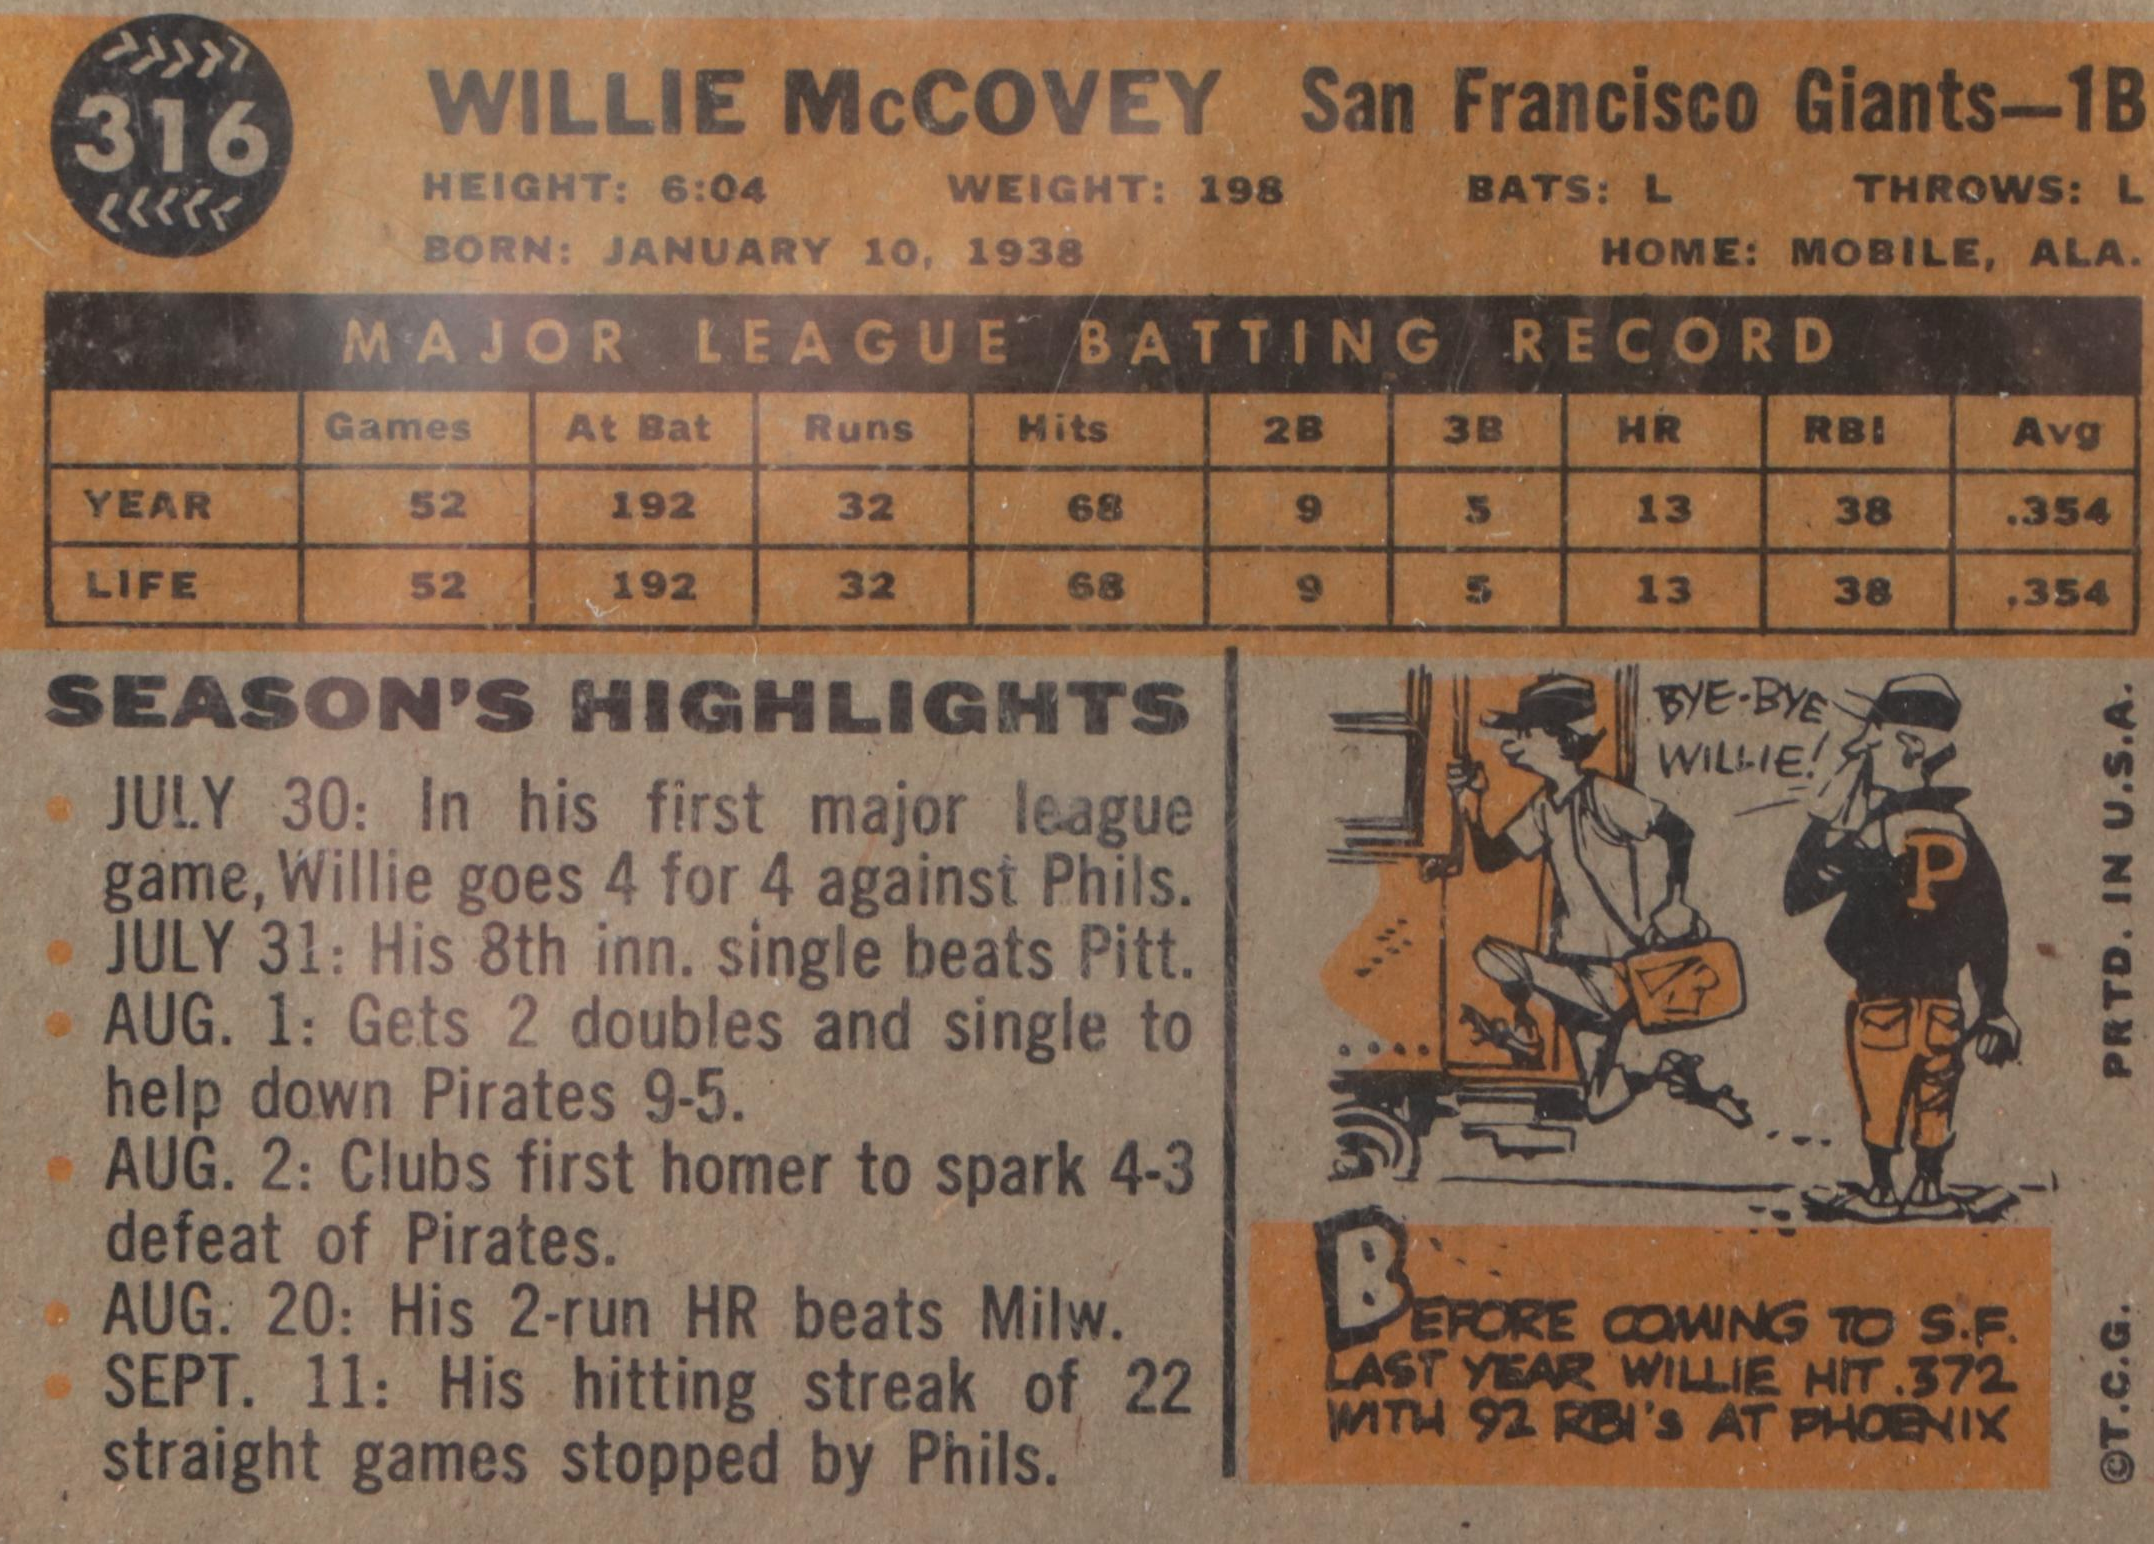 316
WILLIE McCOVEY San Francisco Giants—1B
HEIGHT: 6:04 WEIGHT: 198 BATS: L THROWS: L
BORN: JANUARY 10, 1938 HOME: MOBILE, ALA.
MAJOR LEAGUE BATTING RECORD
Games At Bat Runs Hits 2B 3B HR RBI Avg
YEAR 52 192 32 68 9 5 13 38 .354
LIFE 52 192 32 68 9 5 13 38 .354
SEASON'S HIGHLIGHTS
• JULY 30: In his first major league
game, Willie goes 4 for 4 against Phils.
• JULY 31: His 8th inn. single beats Pitt.
• AUG. 1: Gets 2 doubles and single to
help down Pirates 9-5.
• AUG. 2: Clubs first homer to spark 4-3
defeat of Pirates.
• AUG. 20: His 2-run HR beats Milw.
• SEPT. 11: His hitting streak of 22
straight games stopped by Phils.
BYE-BYE
WILLIE!
P
BEFORE COMING TO S.F.
LAST YEAR WILLIE HIT .372
WITH 92 RBI's AT PHOENIX
©T.C.G. PRTD. IN U.S.A.